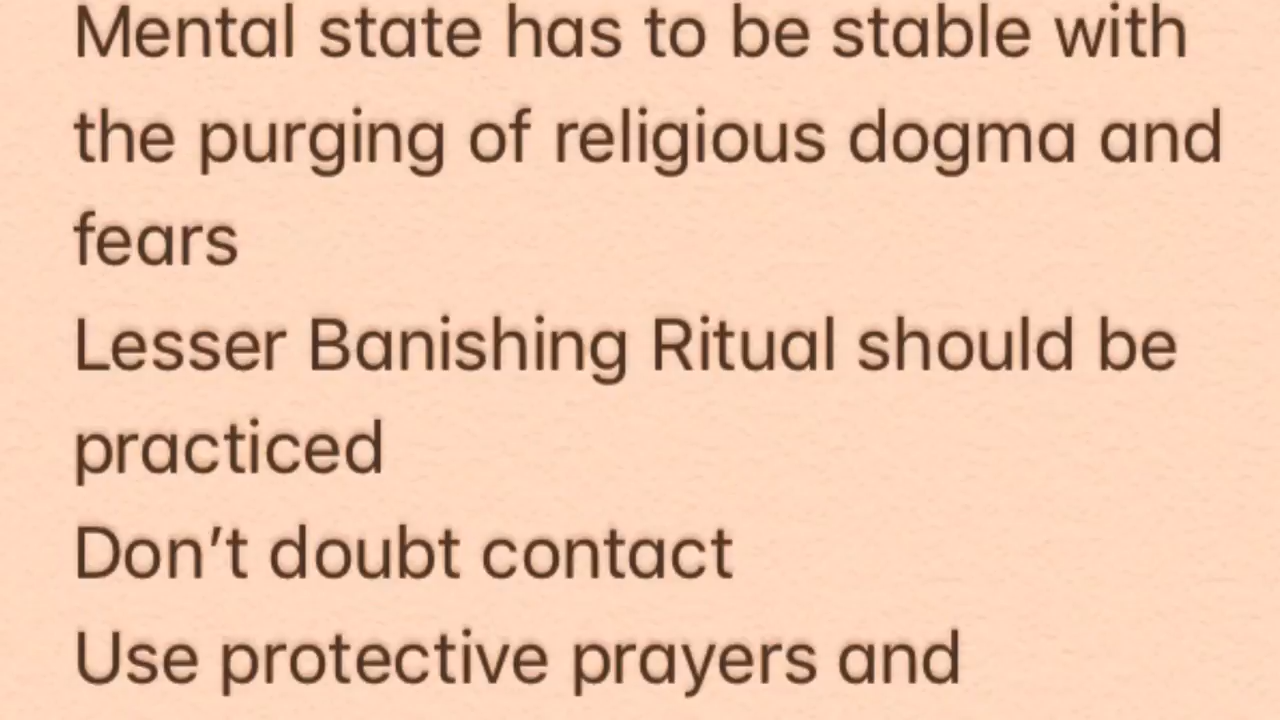 Mental state has to be stable with
the purging of religious dogma and
fears
Lesser Banishing Ritual should be
practiced
Don’t doubt contact
Use protective prayers and